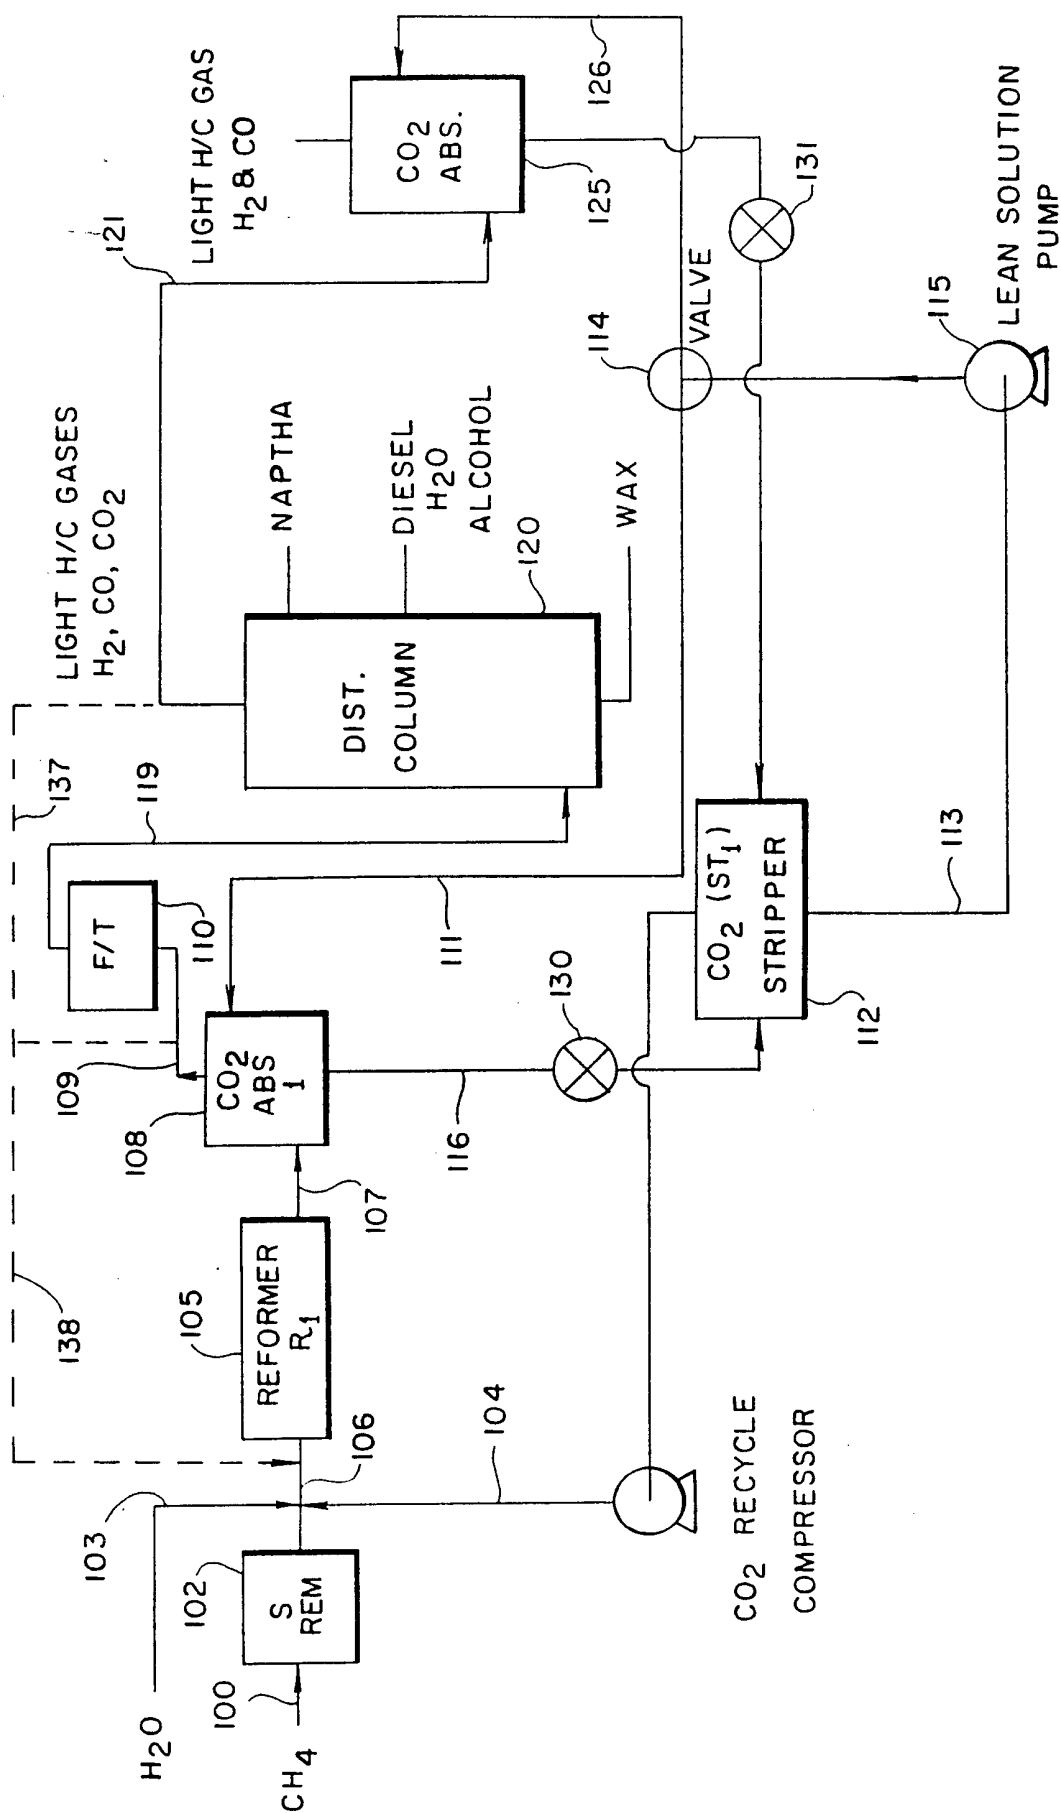 H2O
CH4
100
103
102
S
REM
106
104
CO2 RECYCLE
COMPRESSOR
138
105
REFORMER
R1
107
108
109
CO2
ABS
1
116
130
112
CO2 (ST1)
STRIPPER
113
F/T
110
111
137
119
LIGHT H/C GASES
H2, CO, CO2
DIST.
COLUMN
120
NAPTHA
DIESEL
H2O
ALCOHOL
WAX
121
LIGHT H/C GAS
H2 & CO
CO2
ABS.
125
126
131
114
VALVE
115
LEAN SOLUTION
PUMP